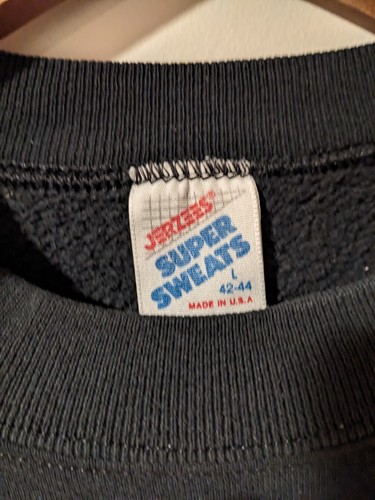 JERZEES®
SUPER
SWEATS
L
42-44
MADE IN U.S.A